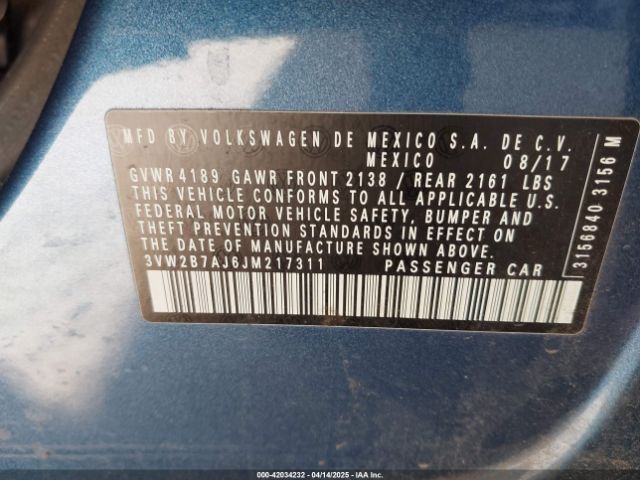 MFD BY VOLKSWAGEN DE MEXICO S.A. DE C.V.
MEXICO 08/17
GVWR 4189 GAWR FRONT 2138 / REAR 2161 LBS
THIS VEHICLE CONFORMS TO ALL APPLICABLE U.S.
FEDERAL MOTOR VEHICLE SAFETY, BUMPER AND
THEFT PREVENTION STANDARDS IN EFFECT ON
THE DATE OF MANUFACTURE SHOWN ABOVE.
3VW2B7AJ6JM217311 PASSENGER CAR
3156840 3156 M
000-42034232 - 04/14/2025 - IAA Inc.